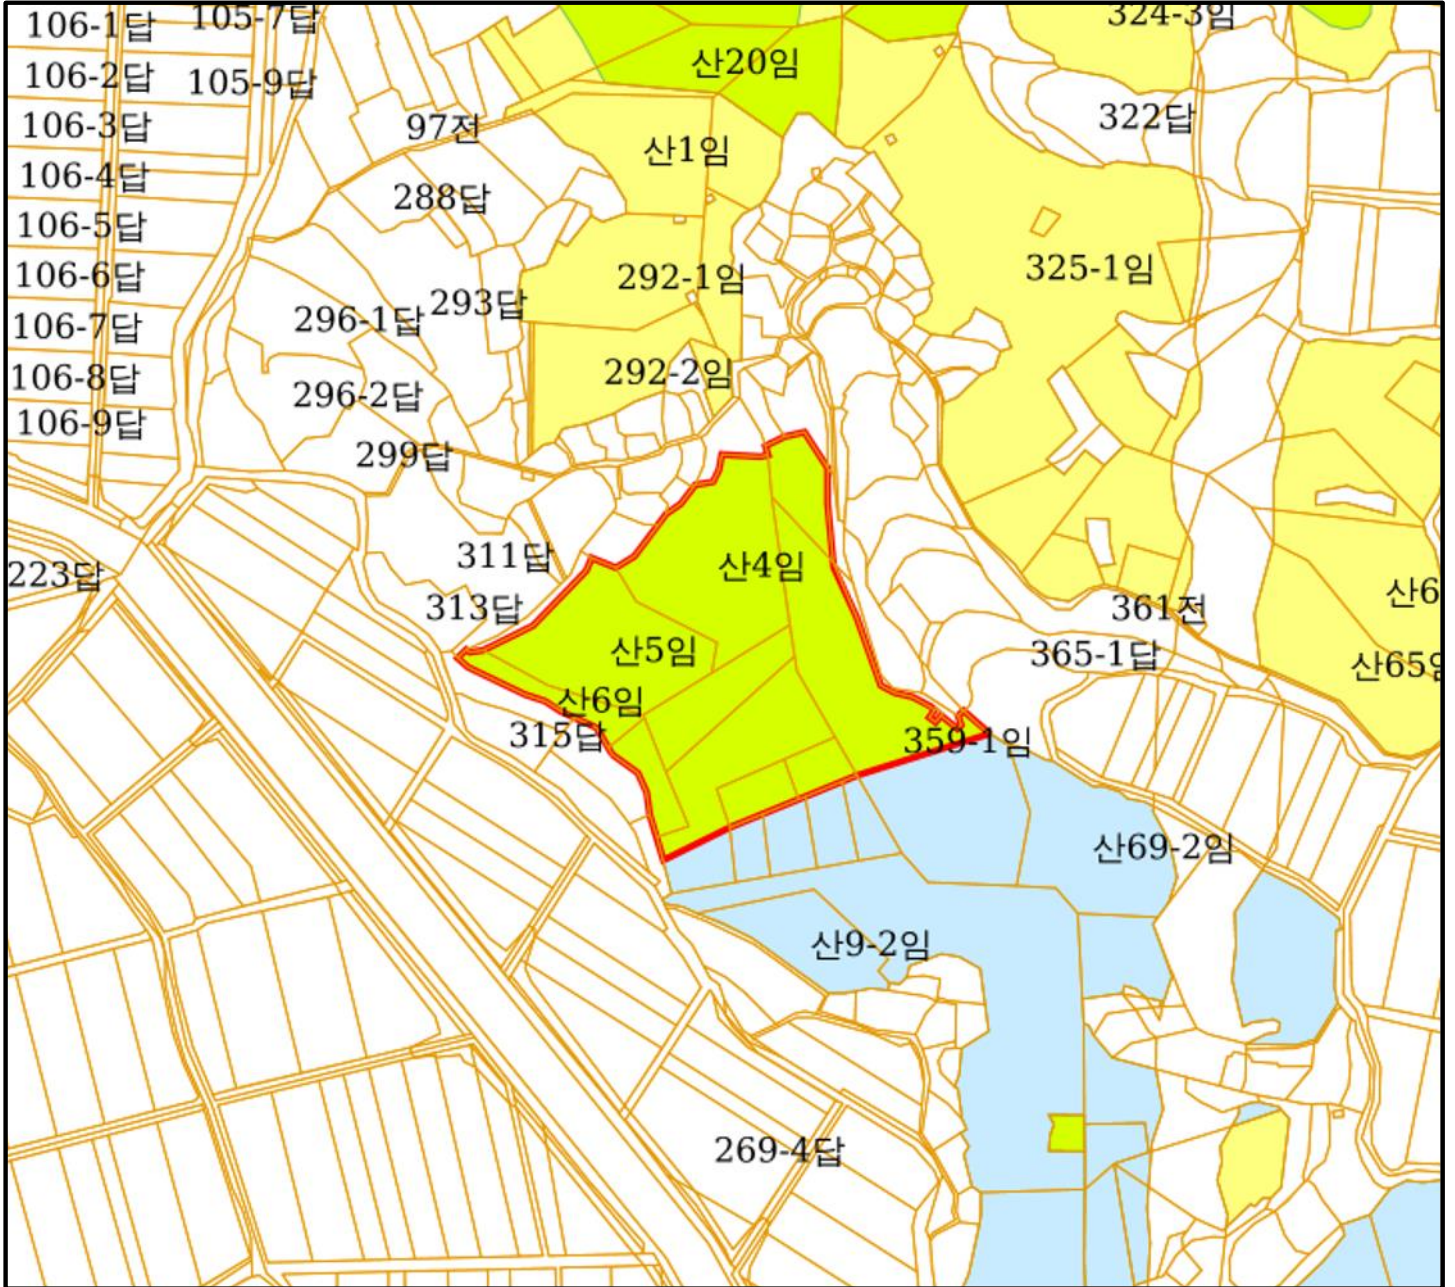 106-1답
105-7답
324-3임
산20임
106-2답
105-9답
322답
106-3답
97전
산1임
106-4답
288답
106-5답
106-6답
292-1임
325-1임
293답
296-1답
106-7답
292-2임
106-8답
296-2답
106-9답
299답
311답
산4임
223답
산6
313답
361전
산5임
365-1답
산65임
산6임
315답
359-1임
산69-2임
산9-2임
269-4답